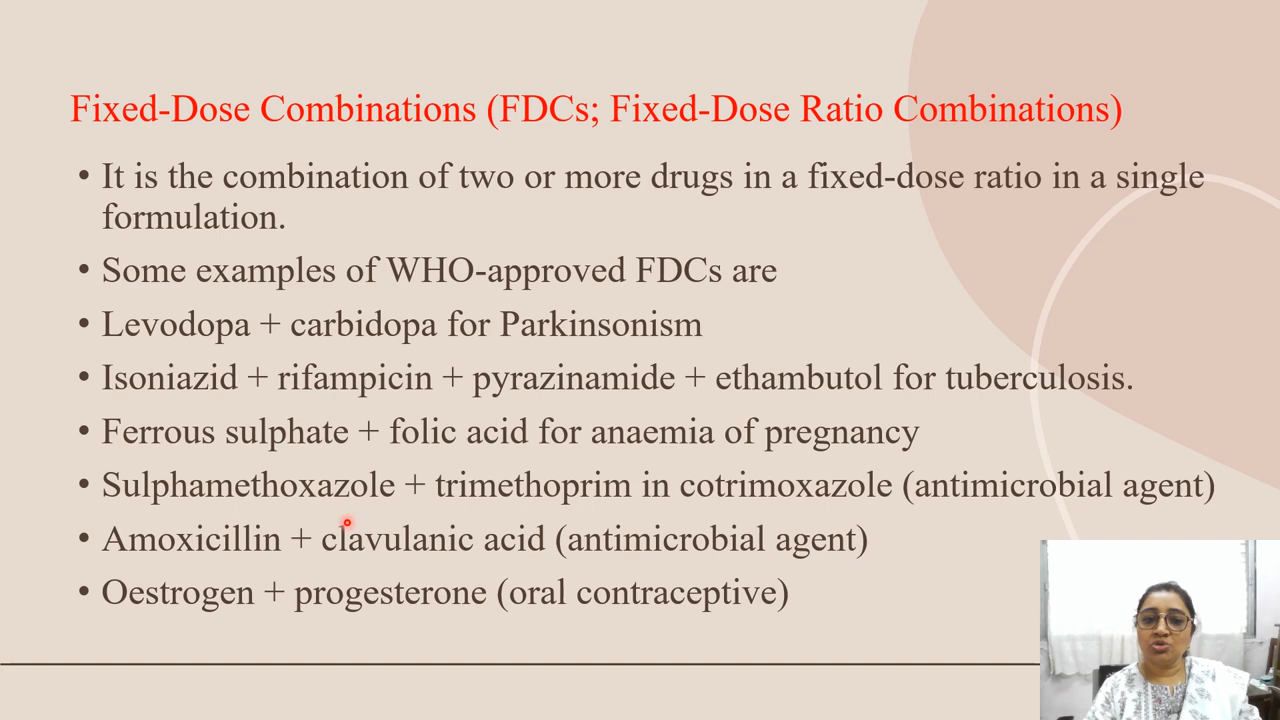 Fixed-Dose Combinations (FDCs; Fixed-Dose Ratio Combinations)
• It is the combination of two or more drugs in a fixed-dose ratio in a single
formulation.
• Some examples of WHO-approved FDCs are
• Levodopa + carbidopa for Parkinsonism
• Isoniazid + rifampicin + pyrazinamide + ethambutol for tuberculosis.
• Ferrous sulphate + folic acid for anaemia of pregnancy
• Sulphamethoxazole + trimethoprim in cotrimoxazole (antimicrobial agent)
• Amoxicillin + clavulanic acid (antimicrobial agent)
• Oestrogen + progesterone (oral contraceptive)